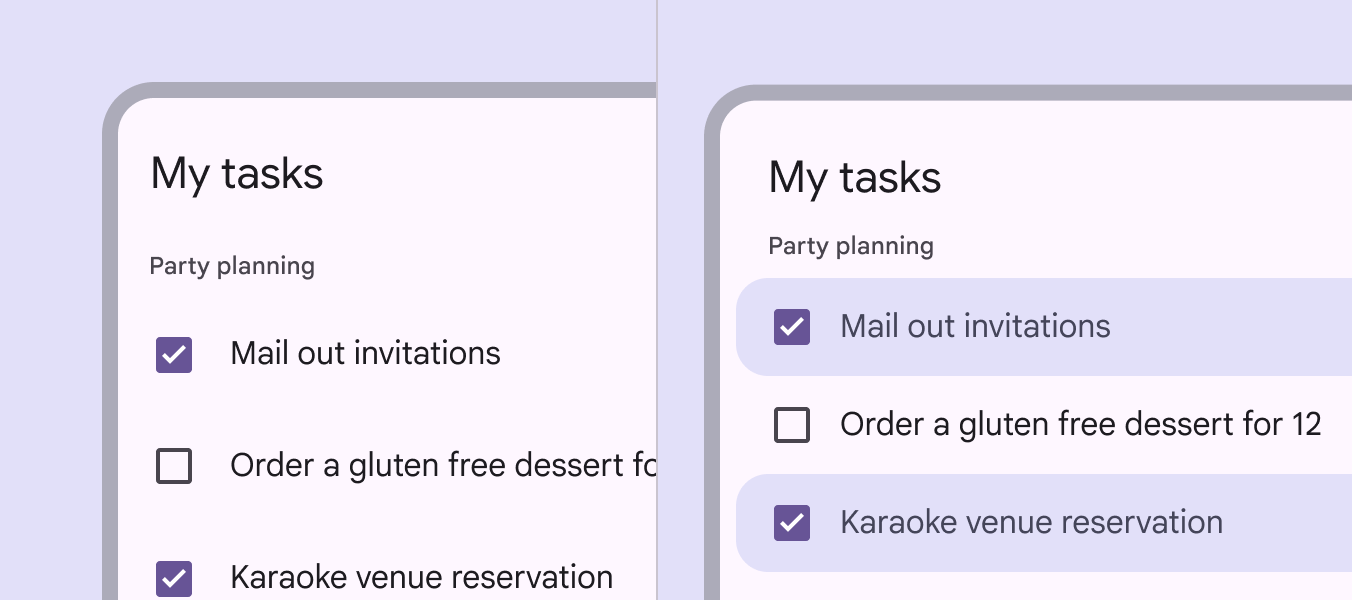 My tasks
Party planning
Mail out invitations
Order a gluten free dessert
Karaoke venue reservation
My tasks
Party planning
Mail out invitations
Order a gluten free dessert for 12
Karaoke venue reservation